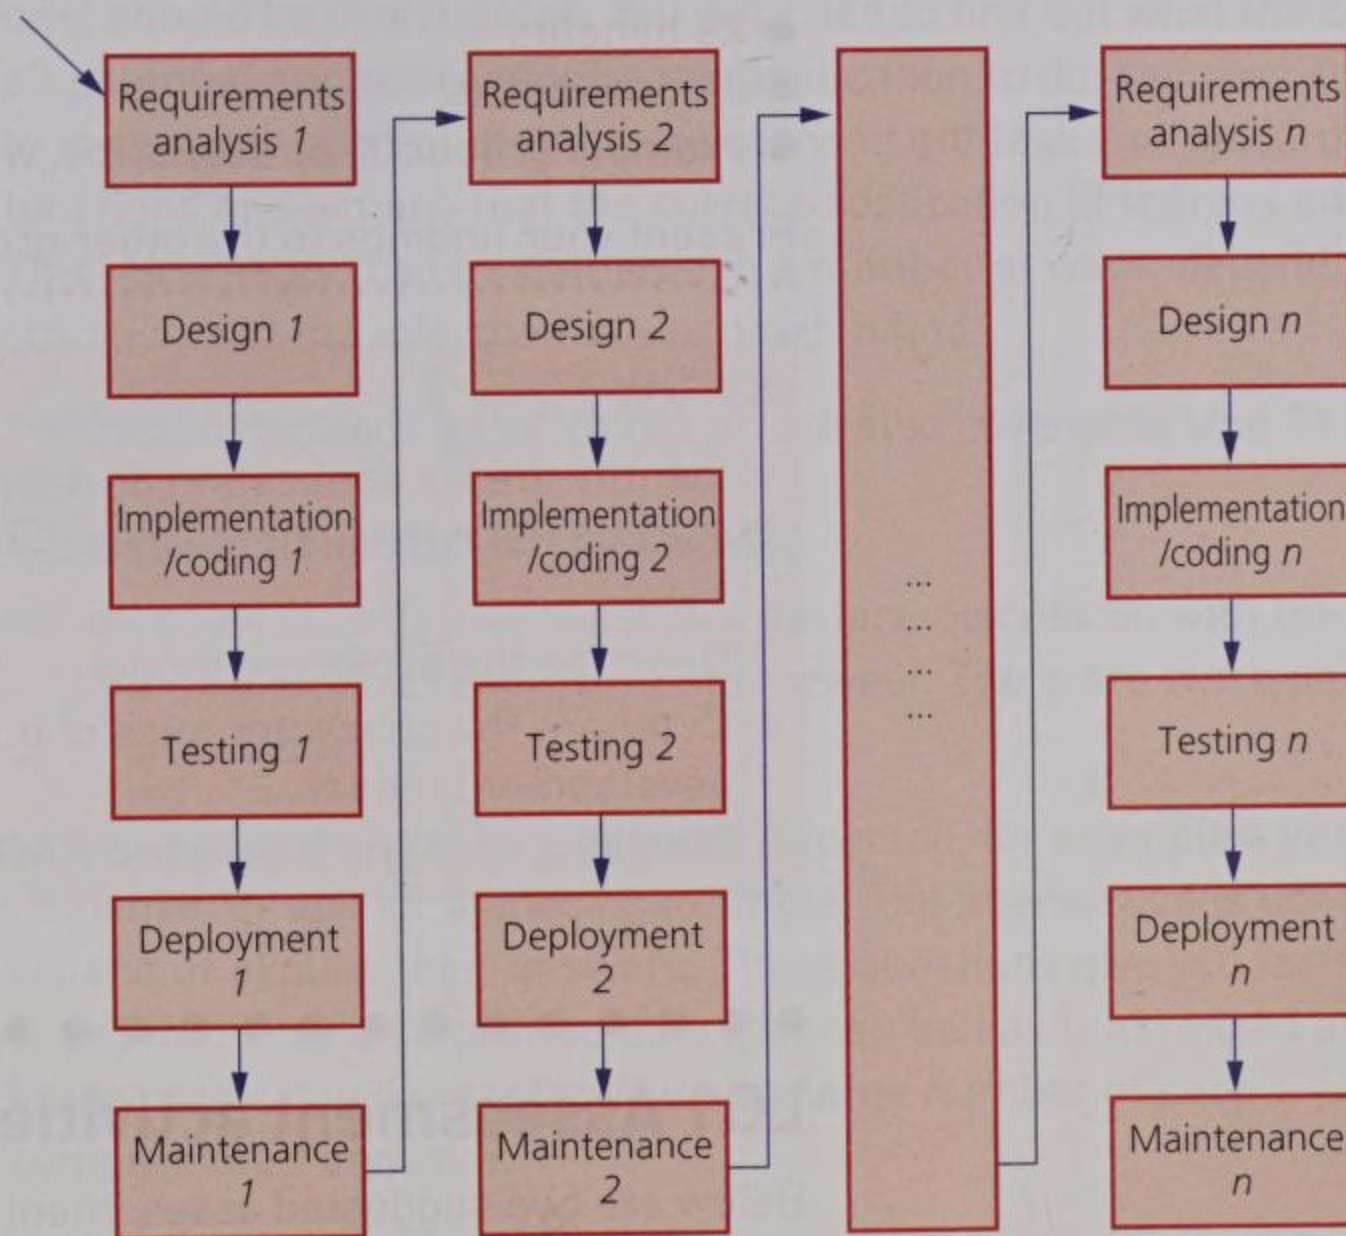 Requirements
analysis 1
Design 1
Implementation
/coding 1
Testing 1
Deployment
1
Maintenance
1
Requirements
analysis 2
Design 2
Implementation
/coding 2
Testing 2
Deployment
2
Maintenance
2
...
...
...
...
Requirements
analysis n
Design n
Implementation
/coding n
Testing n
Deployment
n
Maintenance
n